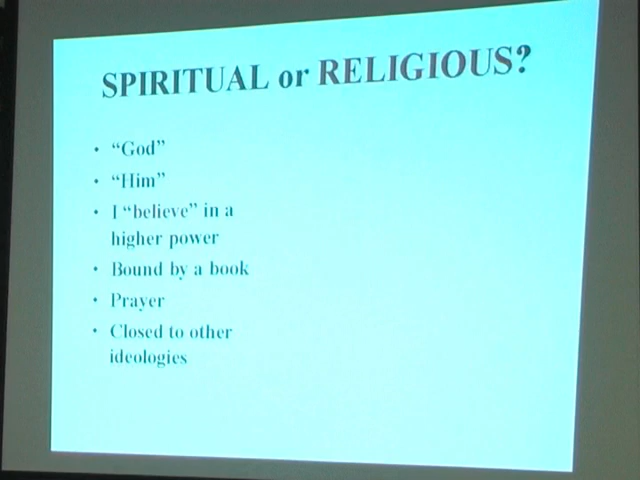 SPIRITUAL or RELIGIOUS?
• “God”
• “Him”
• I “believe” in a
higher power
• Bound by a book
• Prayer
• Closed to other
ideologies